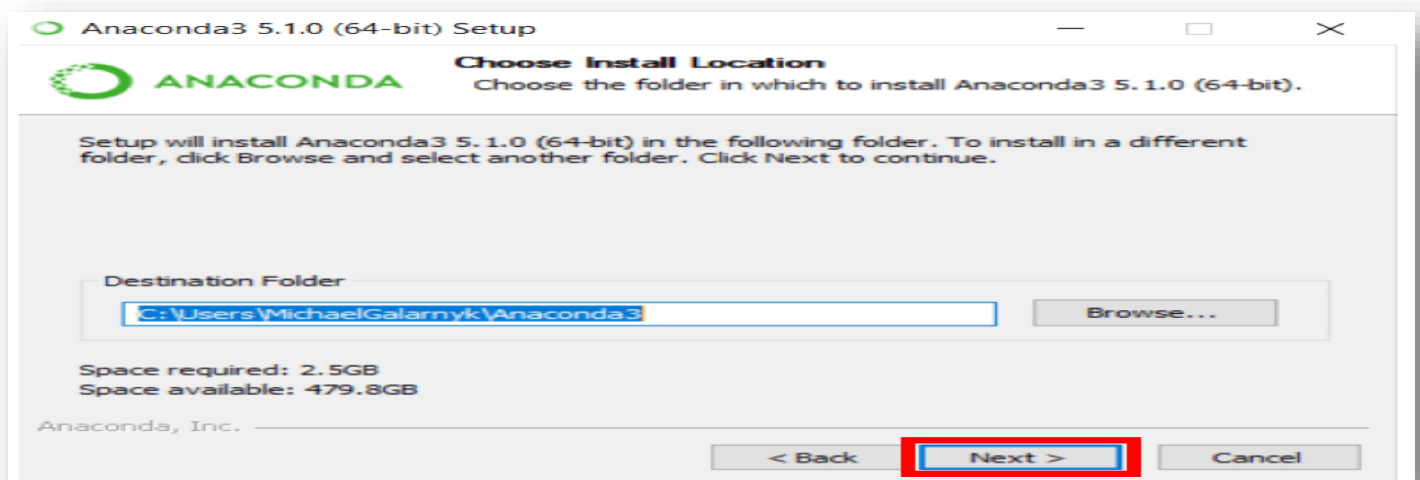 Anaconda3 5.1.0 (64-bit) Setup
ANACONDA
Choose Install Location
Choose the folder in which to install Anaconda3 5.1.0 (64-bit).
Setup will install Anaconda3 5.1.0 (64-bit) in the following folder. To install in a different
folder, click Browse and select another folder. Click Next to continue.
Destination Folder
C:\Users\MichaelGalarnyk\Anaconda3
Browse...
Space required: 2.5GB
Space available: 479.8GB
Anaconda, Inc.
< Back
Next >
Cancel